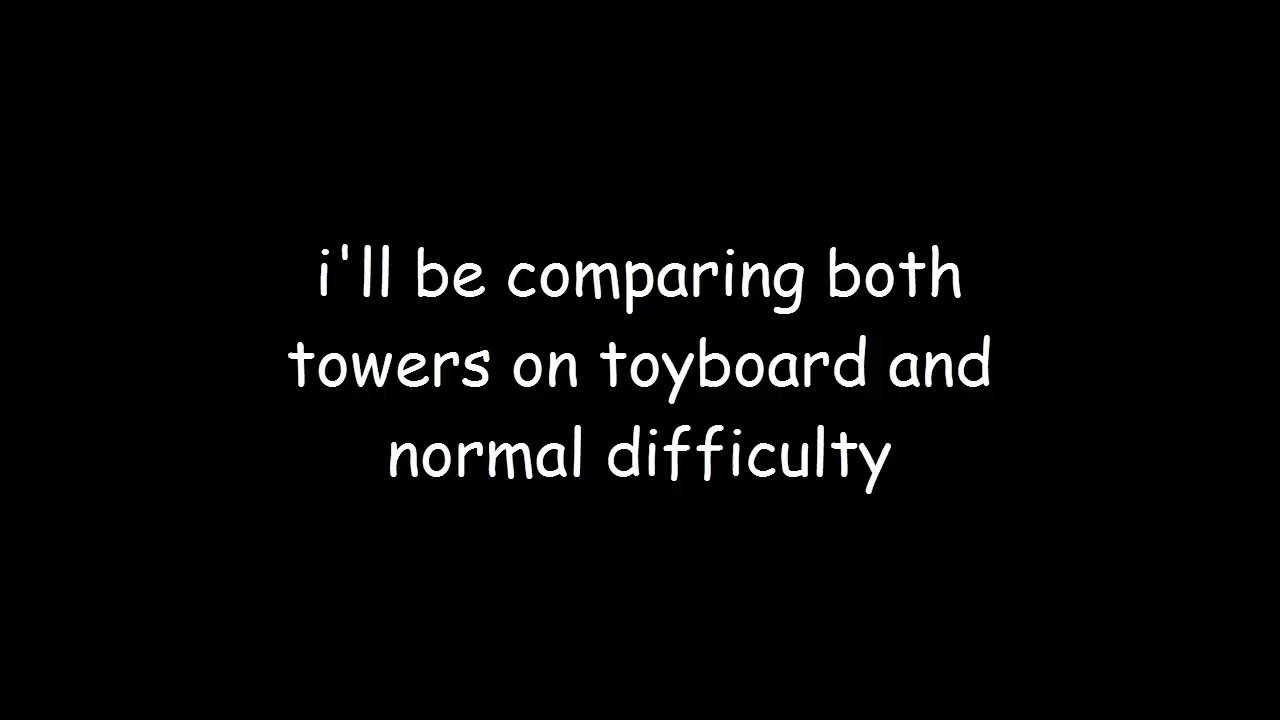 i'll be comparing both
towers on toyboard and
normal difficulty